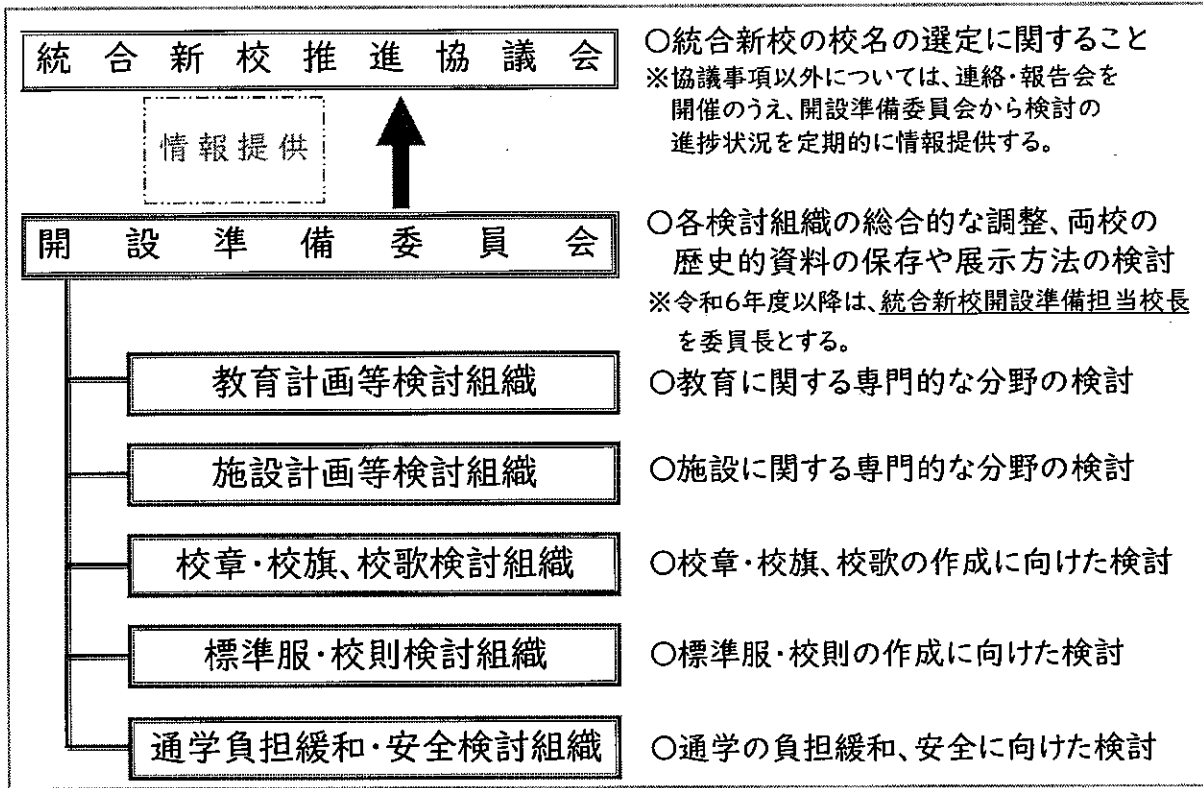 統合新校推進協議会
○統合新校の校名の選定に関すること
※協議事項以外については、連絡・報告会を
開催のうえ、開設準備委員会から検討の
進捗状況を定期的に情報提供する。
情報提供
開設準備委員会
○各検討組織の総合的な調整、両校の
歴史的資料の保存や展示方法の検討
※令和6年度以降は、統合新校開設準備担当校長
を委員長とする。
教育計画等検討組織
○教育に関する専門的な分野の検討
施設計画等検討組織
○施設に関する専門的な分野の検討
校章・校旗、校歌検討組織
○校章・校旗、校歌の作成に向けた検討
標準服・校則検討組織
○標準服・校則の作成に向けた検討
通学負担緩和・安全検討組織
○通学の負担緩和、安全に向けた検討